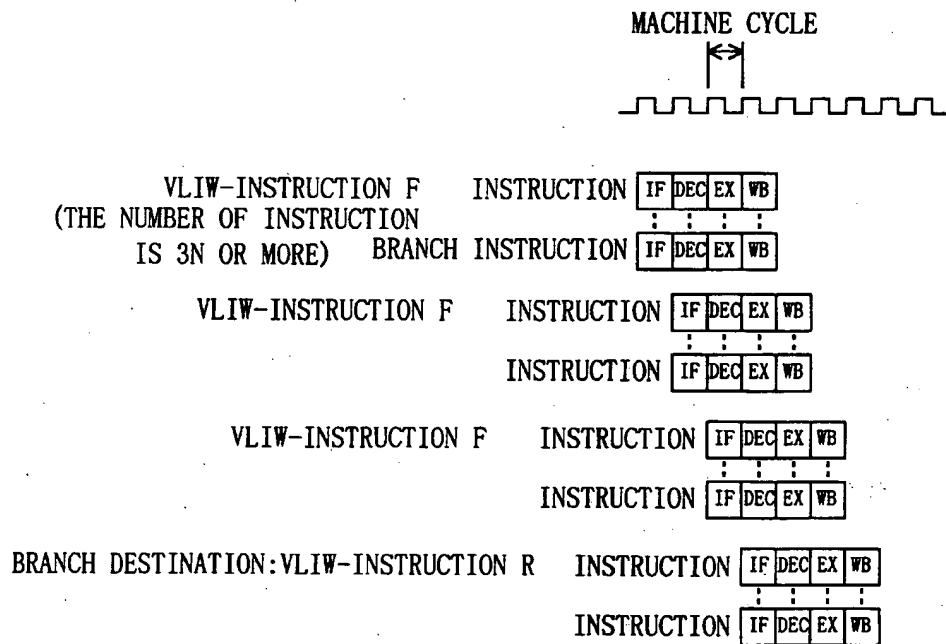 MACHINE CYCLE
VLIW-INSTRUCTION F INSTRUCTION IF DEC EX WB
(THE NUMBER OF INSTRUCTION
IS 3N OR MORE) BRANCH INSTRUCTION IF DEC EX WB
VLIW-INSTRUCTION F INSTRUCTION IF DEC EX WB
INSTRUCTION IF DEC EX WB
VLIW-INSTRUCTION F INSTRUCTION IF DEC EX WB
INSTRUCTION IF DEC EX WB
BRANCH DESTINATION:VLIW-INSTRUCTION R INSTRUCTION IF DEC EX WB
INSTRUCTION IF DEC EX WB